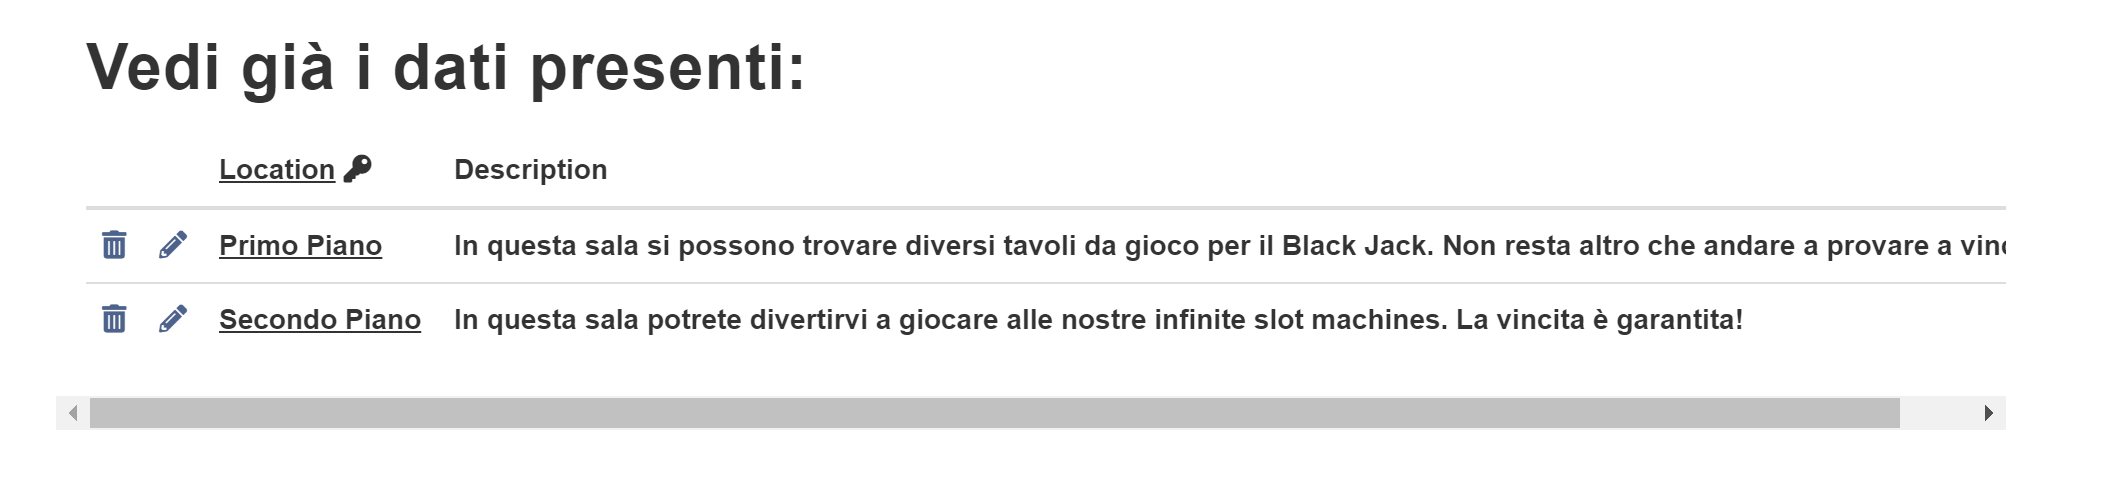 Vedi già i dati presenti:
Location Description
Primo Piano In questa sala si possono trovare diversi tavoli da gioco per il Black Jack. Non resta altro che andare a provare a
Secondo Piano In questa sala potrete divertirvi a giocare alle nostre infinite slot machines. La vincita è garantita!